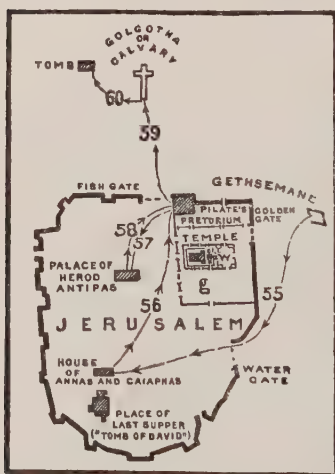 GOLGOTHA
OR
CALVARY
TOMB
60
59
FISH GATE
GETHSEMANE
PILATE'S
PRETORIUM
GOLDEN
GATE
58
57
TEMPLE
W
PALACE OF
HEROD
ANTIPAS
g
56
55
JERUSALEM
HOUSE
OF
ANNAS AND CAIAPHAS
WATER
GATE
PLACE OF
LAST SUPPER
("TOMB OF DAVID")